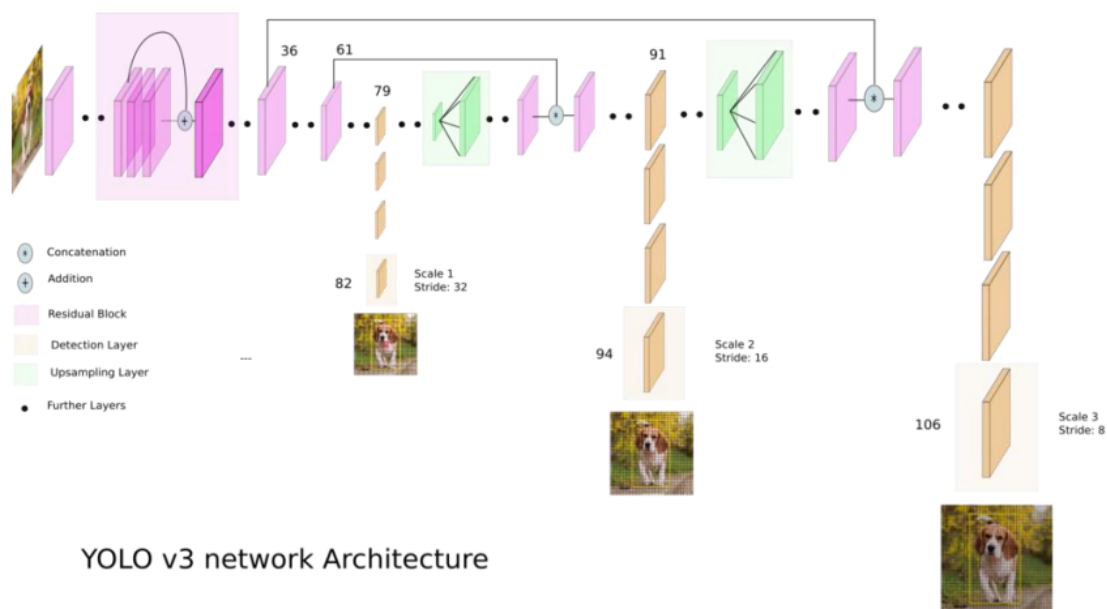 36
61
91
79
*
*
+
Concatenation
*
Addition
+
82
Scale 1
Stride: 32
Residual Block
Detection Layer
Upsampling Layer
Further Layers
---
94
Scale 2
Stride: 16
106
Scale 3
Stride: 8
YOLO v3 network Architecture